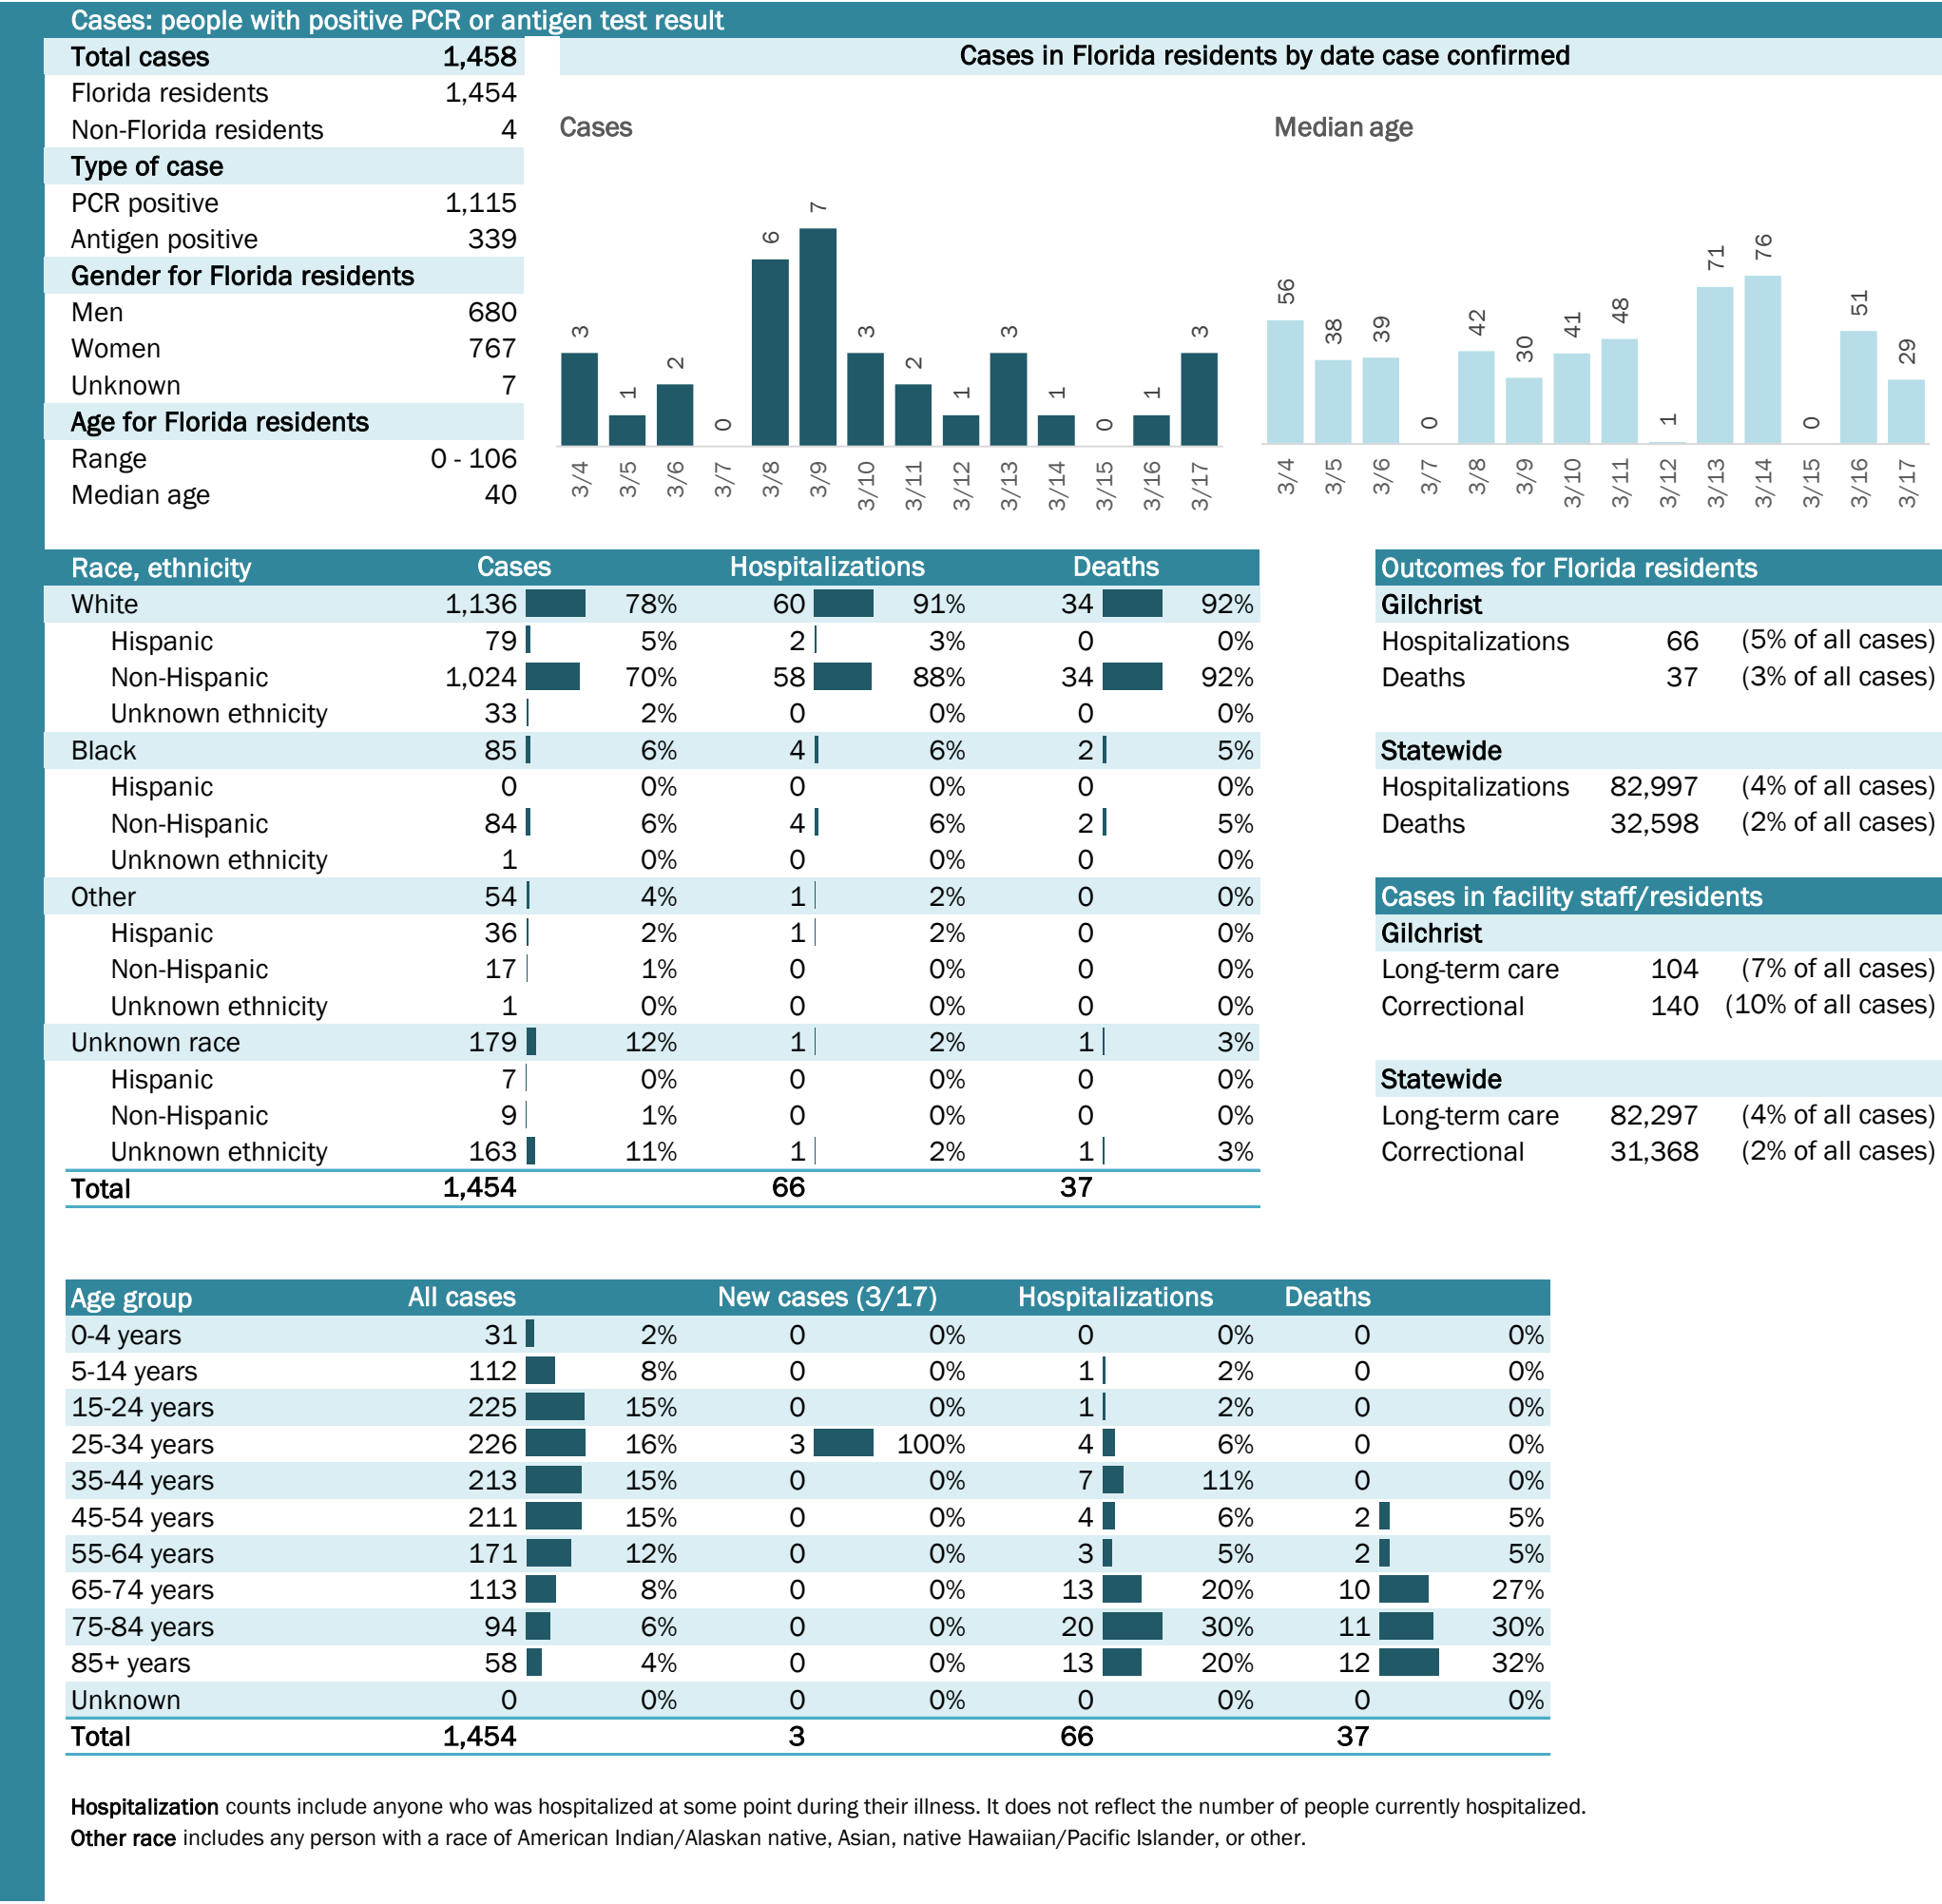 Cases: people with positive PCR or antigen test result
Total cases 1,458
Florida residents 1,454
Non-Florida residents 4
Type of case
PCR positive 1,115
Antigen positive 339
Gender for Florida residents
Men 680
Women 767
Unknown 7
Age for Florida residents
Range 0 - 106
Median age 40
Cases in Florida residents by date case confirmed
Cases
3 1 2 0 6 7 3 2 1 3 1 0 1 3
3/4 3/5 3/6 3/7 3/8 3/9 3/10 3/11 3/12 3/13 3/14 3/15 3/16 3/17
Median age
56 38 39 0 42 30 41 48 1 71 76 0 51 29
3/4 3/5 3/6 3/7 3/8 3/9 3/10 3/11 3/12 3/13 3/14 3/15 3/16 3/17
Race, ethnicity Cases Hospitalizations Deaths
White 1,136 78% 60 91% 34 92%
Hispanic 79 5% 2 3% 0 0%
Non-Hispanic 1,024 70% 58 88% 34 92%
Unknown ethnicity 33 2% 0 0% 0 0%
Black 85 6% 4 6% 2 5%
Hispanic 0 0% 0 0% 0 0%
Non-Hispanic 84 6% 4 6% 2 5%
Unknown ethnicity 1 0% 0 0% 0 0%
Other 54 4% 1 2% 0 0%
Hispanic 36 2% 1 2% 0 0%
Non-Hispanic 17 1% 0 0% 0 0%
Unknown ethnicity 1 0% 0 0% 0 0%
Unknown race 179 12% 1 2% 1 3%
Hispanic 7 0% 0 0% 0 0%
Non-Hispanic 9 1% 0 0% 0 0%
Unknown ethnicity 163 11% 1 2% 1 3%
Total 1,454 66 37
Outcomes for Florida residents
Gilchrist
Hospitalizations 66 (5% of all cases)
Deaths 37 (3% of all cases)
Statewide
Hospitalizations 82,997 (4% of all cases)
Deaths 32,598 (2% of all cases)
Cases in facility staff/residents
Gilchrist
Long-term care 104 (7% of all cases)
Correctional 140 (10% of all cases)
Statewide
Long-term care 82,297 (4% of all cases)
Correctional 31,368 (2% of all cases)
Age group All cases New cases (3/17) Hospitalizations Deaths
0-4 years 31 2% 0 0% 0 0% 0 0%
5-14 years 112 8% 0 0% 1 2% 0 0%
15-24 years 225 15% 0 0% 1 2% 0 0%
25-34 years 226 16% 3 100% 4 6% 0 0%
35-44 years 213 15% 0 0% 7 11% 0 0%
45-54 years 211 15% 0 0% 4 6% 2 5%
55-64 years 171 12% 0 0% 3 5% 2 5%
65-74 years 113 8% 0 0% 13 20% 10 27%
75-84 years 94 6% 0 0% 20 30% 11 30%
85+ years 58 4% 0 0% 13 20% 12 32%
Unknown 0 0% 0 0% 0 0% 0 0%
Total 1,454 3 66 37
Hospitalization counts include anyone who was hospitalized at some point during their illness. It does not reflect the number of people currently hospitalized.
Other race includes any person with a race of American Indian/Alaskan native, Asian, native Hawaiian/Pacific Islander, or other.